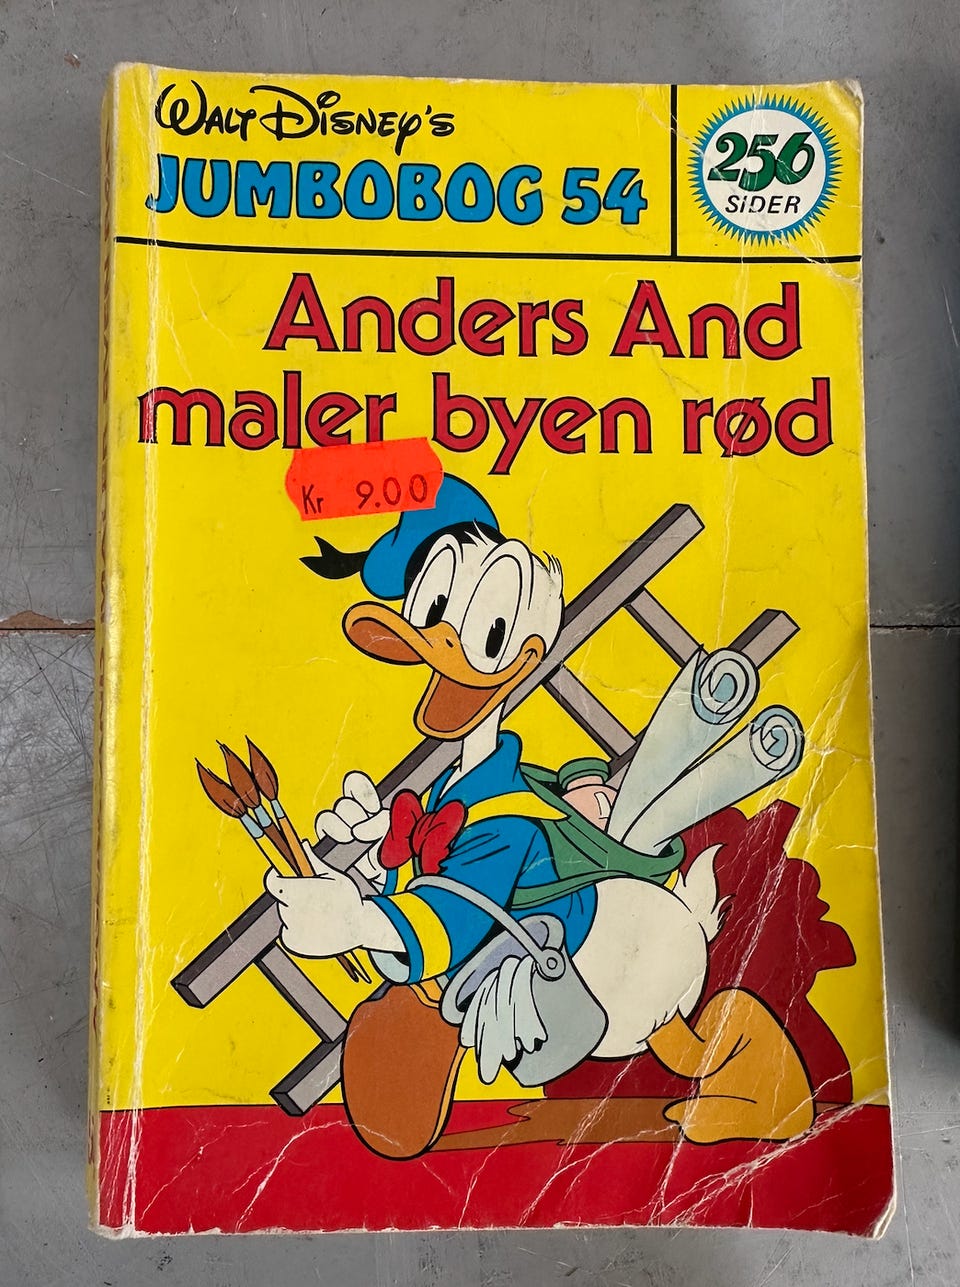 WALT DISNEY'S
JUMBOBOG 54
256
SIDER
Anders And
maler byen rød
Kr 9.00